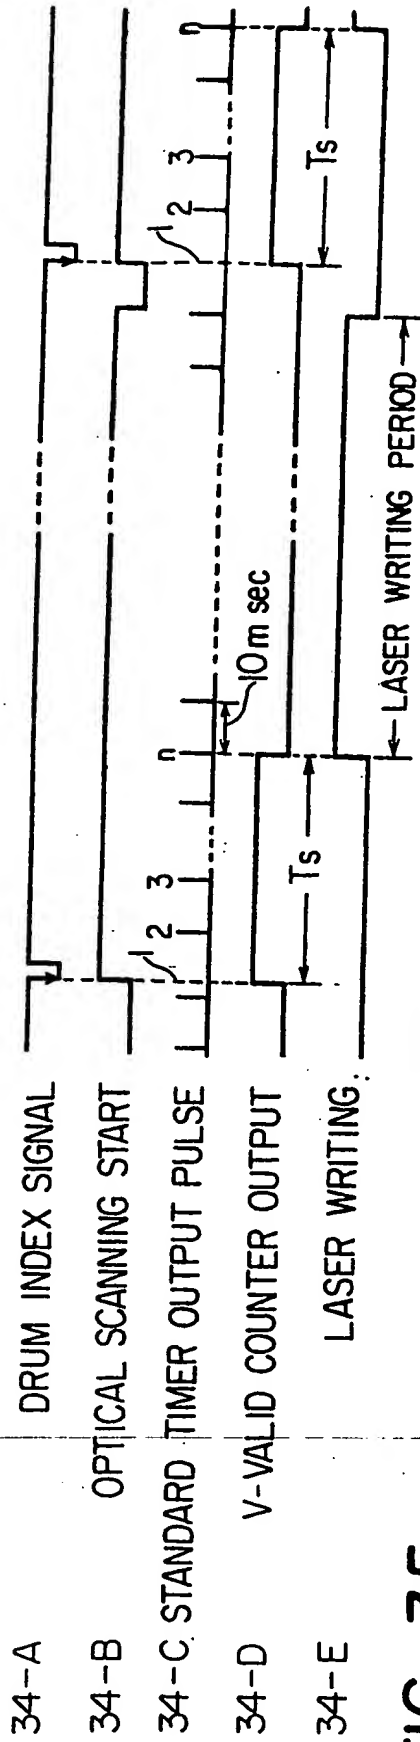 34-A DRUM INDEX SIGNAL
34-B OPTICAL SCANNING START
34-C. STANDARD TIMER OUTPUT PULSE
1 2 3 n 10m sec 1 2 3 n
34-D V-VALID COUNTER OUTPUT
Ts Ts
34-E LASER WRITING
LASER WRITING PERIOD